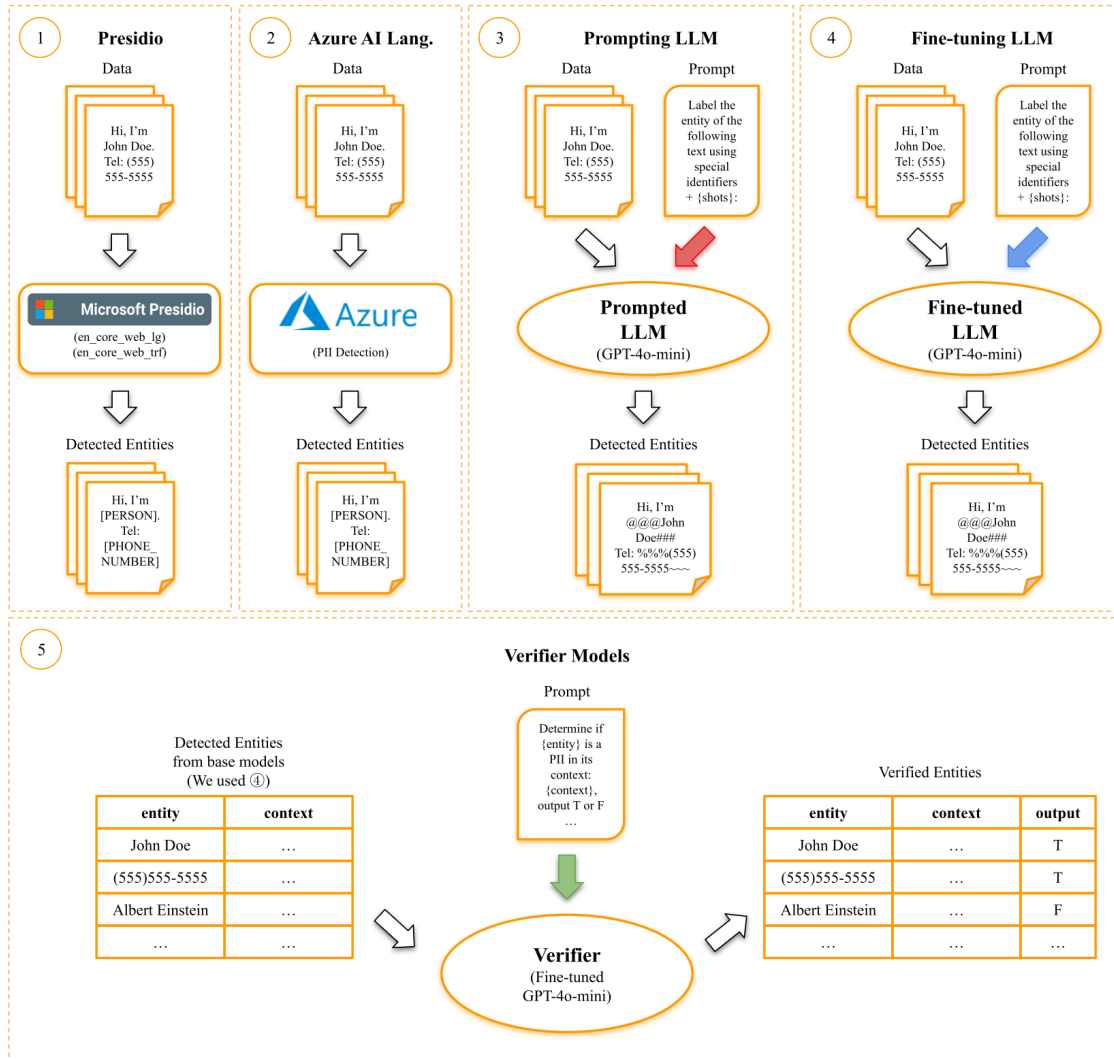 1
Presidio
Data
Hi, I'm
John Doe.
Tel: (555)
555-5555
Microsoft Presidio
(en_core_web_lg)
(en_core_web_trf)
Detected Entities
Hi, I'm
[PERSON].
Tel:
[PHONE_
NUMBER]
2
Azure AI Lang.
Data
Hi, I'm
John Doe.
Tel: (555)
555-5555
Azure
(PII Detection)
Detected Entities
Hi, I'm
[PERSON].
Tel:
[PHONE_
NUMBER]
3
Prompting LLM
Data
Hi, I'm
John Doe.
Tel: (555)
555-5555
Prompt
Label the
entity of the
following
text using
special
identifiers
+ {shots}:
Prompted
LLM
(GPT-4o-mini)
Detected Entities
Hi, I'm
@@@John
Doe###
Tel: %%%(555)
555-5555~~~
4
Fine-tuning LLM
Data
Hi, I'm
John Doe.
Tel: (555)
555-5555
Prompt
Label the
entity of the
following
text using
special
identifiers
+ {shots}:
Fine-tuned
LLM
(GPT-4o-mini)
Detected Entities
Hi, I'm
@@@John
Doe###
Tel: %%%(555)
555-5555~~~
5
Verifier Models
Detected Entities
from base models
(We used ④)
entity context
John Doe …
(555)555-5555 …
Albert Einstein …
… …
Prompt
Determine if
{entity} is a
PII in its
context:
{context},
output T or F
…
Verifier
(Fine-tuned
GPT-4o-mini)
Verified Entities
entity context output
John Doe … T
(555)555-5555 … T
Albert Einstein … F
… … …